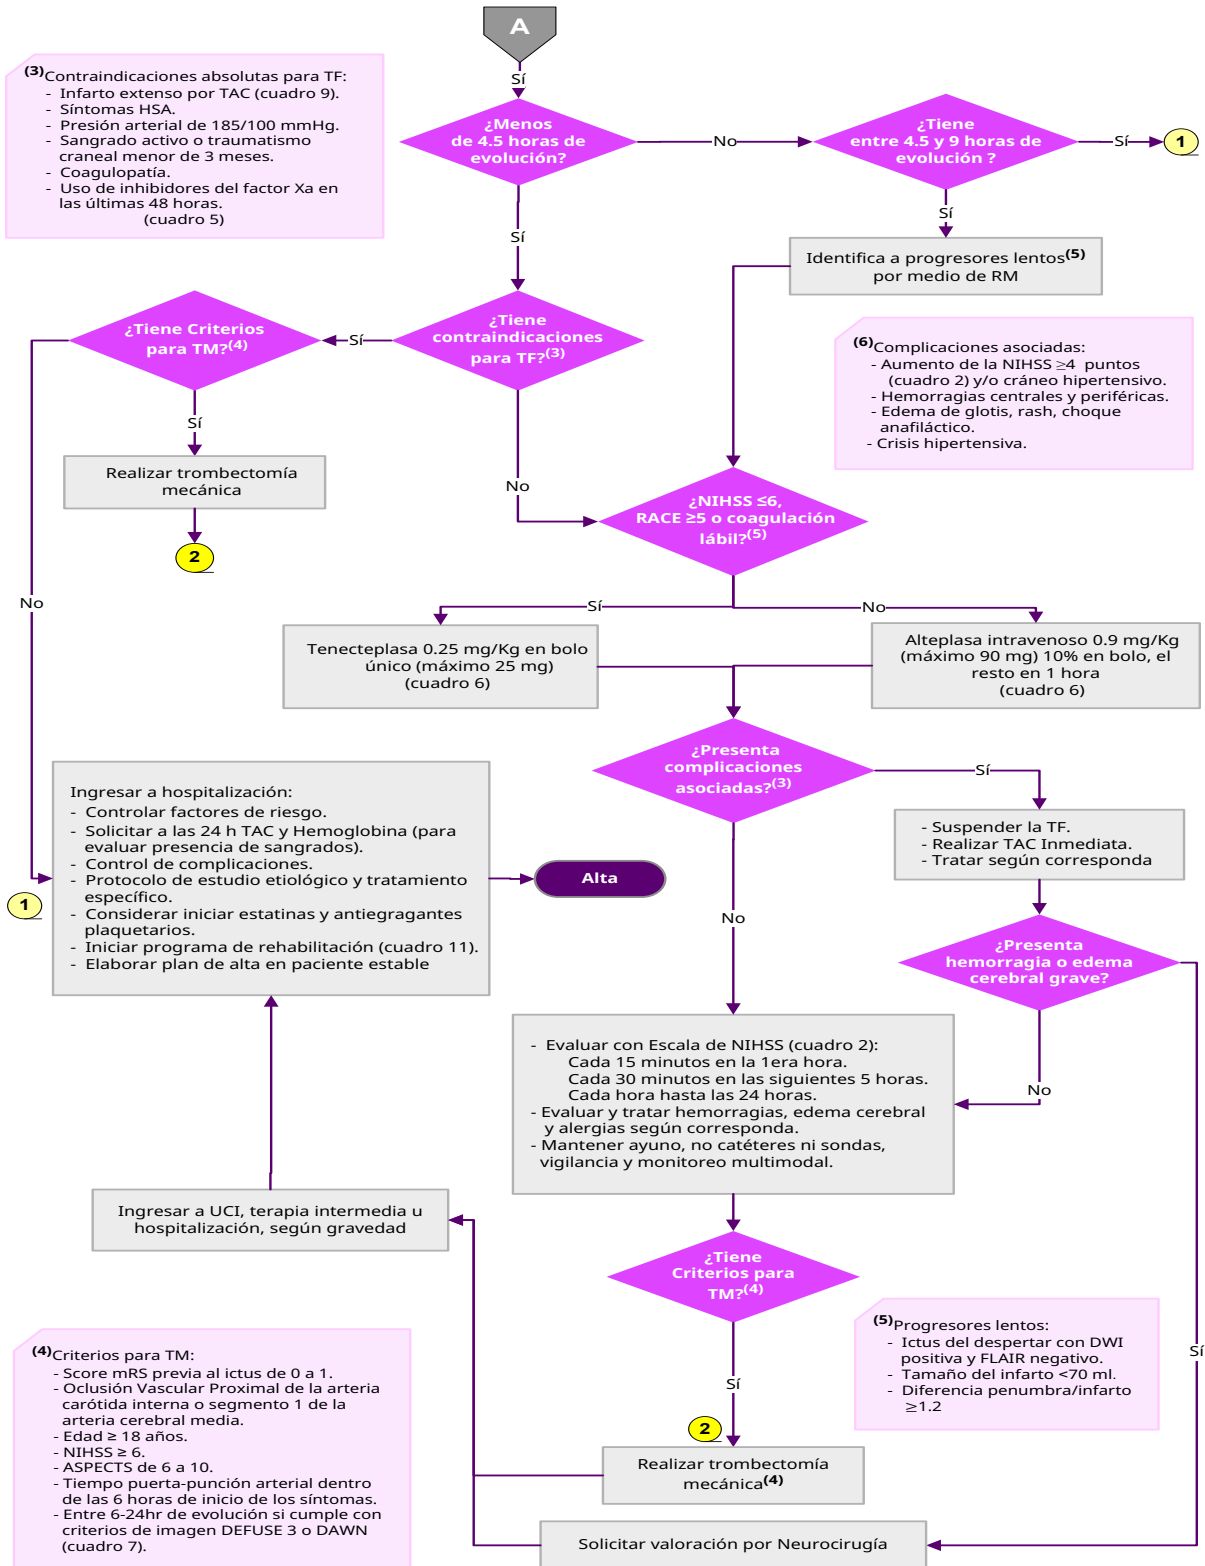 A
Sí
(3)Contraindicaciones absolutas para TF:
- Infarto extenso por TAC (cuadro 9).
- Síntomas HSA.
- Presión arterial de 185/100 mmHg.
- Sangrado activo o traumatismo
craneal menor de 3 meses.
- Coagulopatía.
- Uso de inhibidores del factor Xa en
las últimas 48 horas.
(cuadro 5)
¿Menos
de 4.5 horas de
evolución?
No
¿Tiene
entre 4.5 y 9 horas de
evolución ?
Sí
1
Sí
Sí
Identifica a progresores lentos(5)
por medio de RM
¿Tiene Criterios
para TM?(4)
Sí
¿Tiene
contraindicaciones
para TF?(3)
(6)Complicaciones asociadas:
- Aumento de la NIHSS ≥4 puntos
(cuadro 2) y/o cráneo hipertensivo.
- Hemorragias centrales y periféricas.
- Edema de glotis, rash, choque
anafiláctico.
- Crisis hipertensiva.
Sí
Realizar trombectomía
mecánica
2
No
No
¿NIHSS ≤6,
RACE ≥5 o coagulación
lábil?(5)
Sí
No
Tenecteplasa 0.25 mg/Kg en bolo
único (máximo 25 mg)
(cuadro 6)
Alteplasa intravenoso 0.9 mg/Kg
(máximo 90 mg) 10% en bolo, el
resto en 1 hora
(cuadro 6)
¿Presenta
complicaciones
asociadas?(3)
Sí
- Suspender la TF.
- Realizar TAC Inmediata.
- Tratar según corresponda
Ingresar a hospitalización:
- Controlar factores de riesgo.
- Solicitar a las 24 h TAC y Hemoglobina (para
evaluar presencia de sangrados).
- Control de complicaciones.
- Protocolo de estudio etiológico y tratamiento
específico.
- Considerar iniciar estatinas y antiegragantes
plaquetarios.
- Iniciar programa de rehabilitación (cuadro 11).
- Elaborar plan de alta en paciente estable
1
Alta
No
¿Presenta
hemorragia o edema
cerebral grave?
- Evaluar con Escala de NIHSS (cuadro 2):
Cada 15 minutos en la 1era hora.
Cada 30 minutos en las siguientes 5 horas.
Cada hora hasta las 24 horas.
- Evaluar y tratar hemorragias, edema cerebral
y alergias según corresponda.
- Mantener ayuno, no catéteres ni sondas,
vigilancia y monitoreo multimodal.
No
Ingresar a UCI, terapia intermedia u
hospitalización, según gravedad
¿Tiene
Criterios para
TM?(4)
Sí
(5)Progresores lentos:
- Ictus del despertar con DWI
positiva y FLAIR negativo.
- Tamaño del infarto <70 ml.
- Diferencia penumbra/infarto
≥1.2
Sí
(4)Criterios para TM:
- Score mRS previa al ictus de 0 a 1.
- Oclusión Vascular Proximal de la arteria
carótida interna o segmento 1 de la
arteria cerebral media.
- Edad ≥ 18 años.
- NIHSS ≥ 6.
- ASPECTS de 6 a 10.
- Tiempo puerta-punción arterial dentro
de las 6 horas de inicio de los síntomas.
- Entre 6-24hr de evolución si cumple con
criterios de imagen DEFUSE 3 o DAWN
(cuadro 7).
2
Realizar trombectomía
mecánica(4)
Solicitar valoración por Neurocirugía